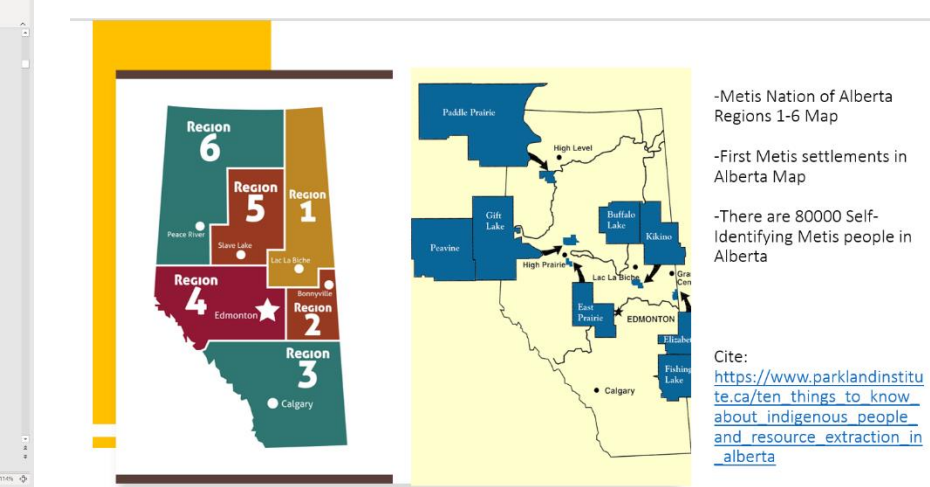 Region
6
Region
5
Region
1
Peace River
Slave Lake
Lac La Biche
Region
4
Edmonton
Bonnyville
Region
2
Region
3
Calgary
Paddle Prairie
High Level
Gift
Lake
Buffalo
Lake
Kikino
Peavine
High Prairie
Lac La Biche
Gra
Cen
East
Prairie
EDMONTON
Elizabe
Fishing
Lake
Calgary
-Metis Nation of Alberta
Regions 1-6 Map
-First Metis settlements in
Alberta Map
-There are 80000 Self-
Identifying Metis people in
Alberta
Cite:
https://www.parklandinstitu
te.ca/ten_things_to_know_
about_indigenous_people_
and_resource_extraction_in
_alberta
114%